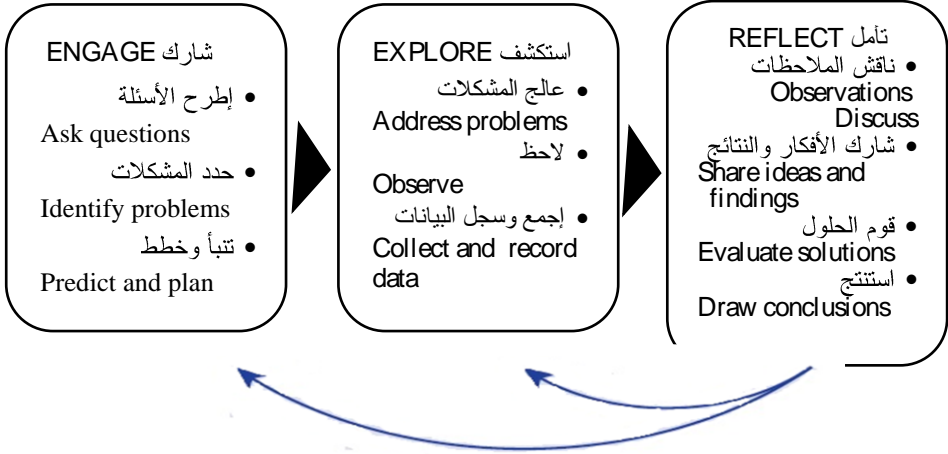 ENGAGE شارك
• إطرح الأسئلة
Ask questions
• حدد المشكلات
Identify problems
• تتبأ وخطط
Predict and plan
EXPLORE استكشف
• عالج المشكلات
Address problems
• لاحظ
Observe
• إجمع وسجل البيانات
Collect and record
data
REFLECT تأمل
• ناقش الملاحظات
Observations
Discuss
• شارك الأفكار والنتائج
Share ideas and
findings
• قوم الحلول
Evaluate solutions
• استنتج
Draw conclusions